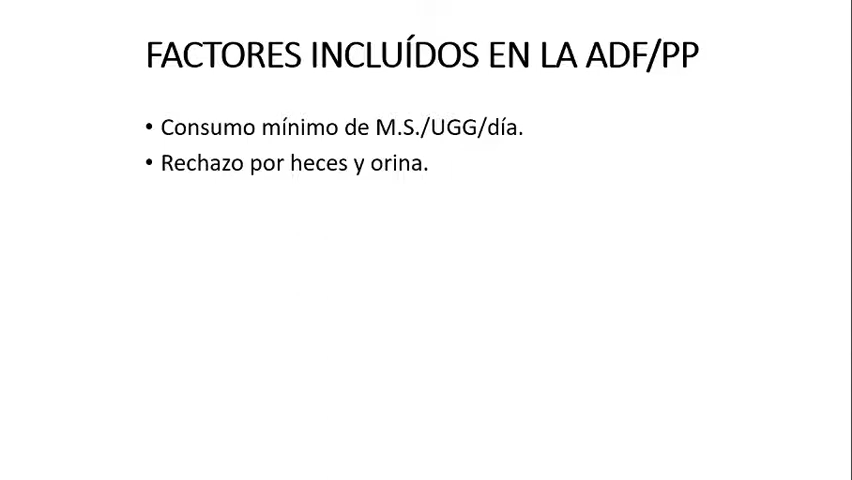 FACTORES INCLUÍDOS EN LA ADF/PP
• Consumo mínimo de M.S./UGG/día.
• Rechazo por heces y orina.